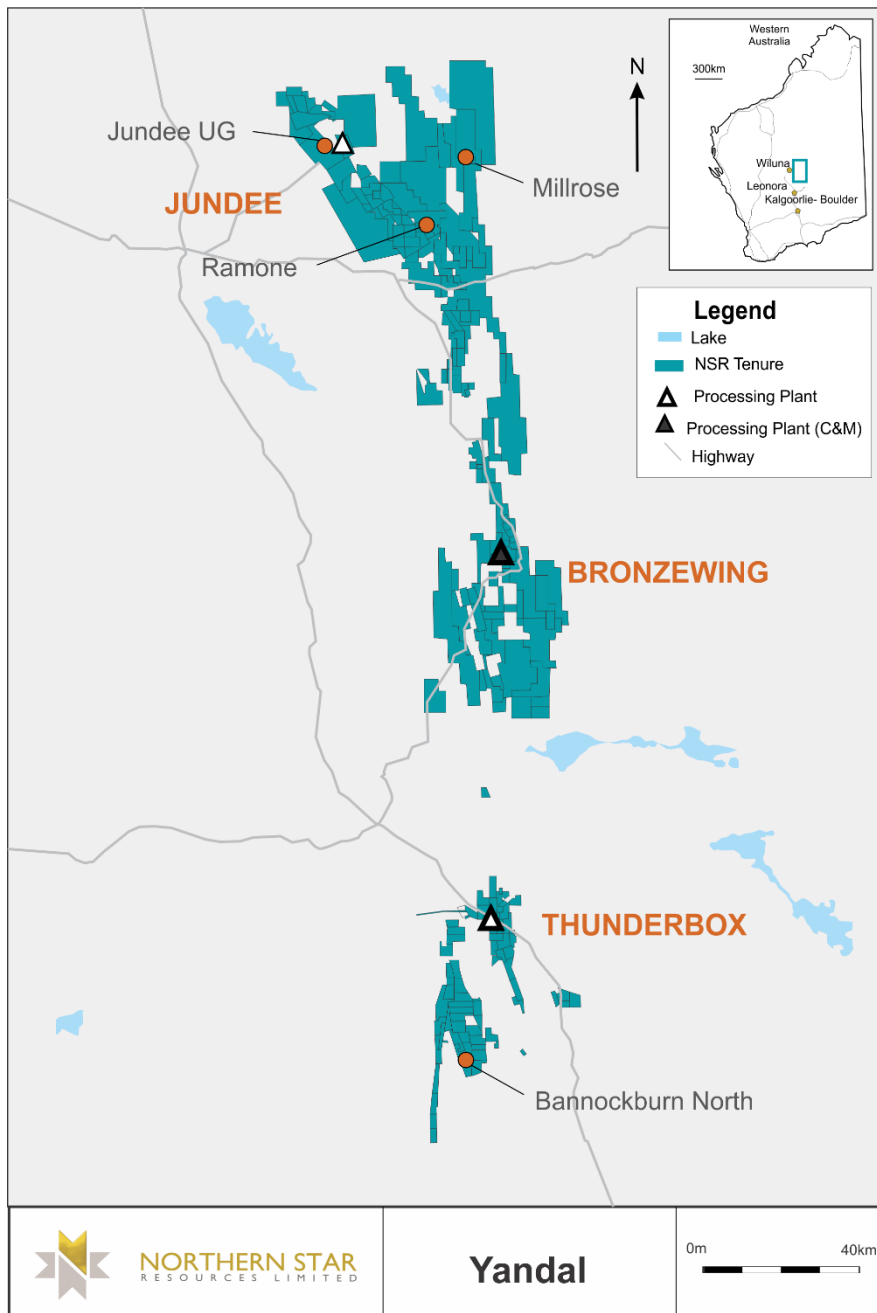 Western
Australia
300km
Wiluna
Leonora
Kalgoorlie- Boulder
N
Jundee UG
JUNDEE
Millrose
Ramone
Legend
Lake
NSR Tenure
Processing Plant
Processing Plant (C&M)
Highway
BRONZEWING
THUNDERBOX
Bannockburn North
NORTHERN STAR
RESOURCES LIMITED
Yandal
0m 40km